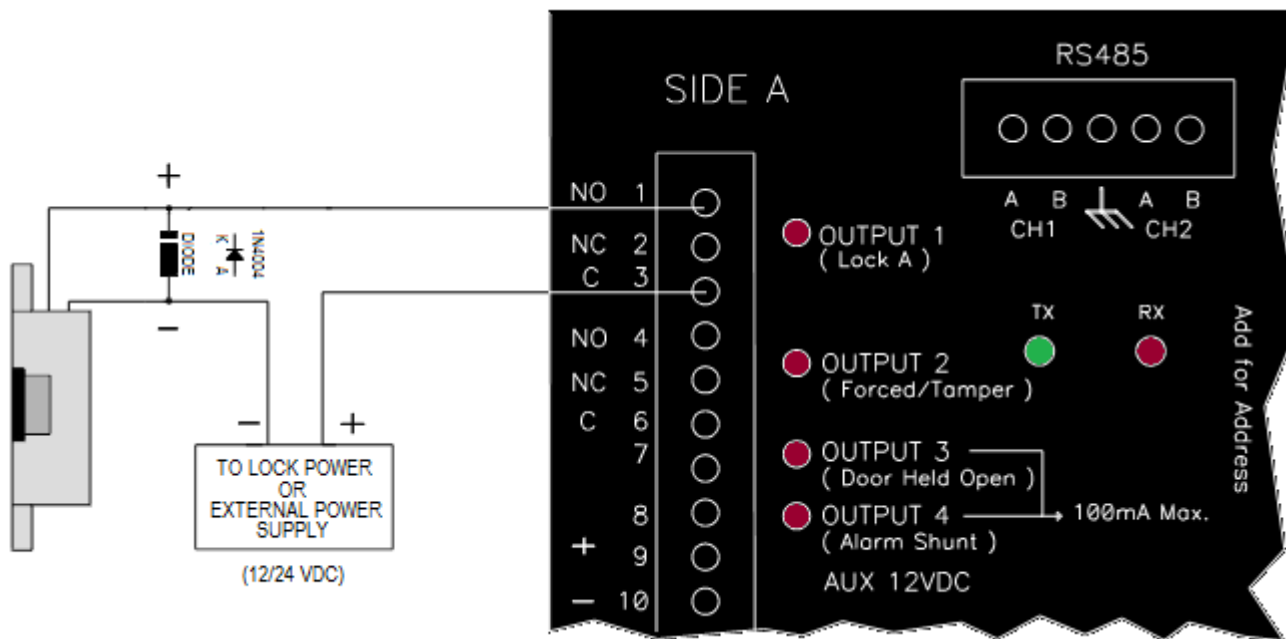 SIDE A
RS485
A B A B
CH1 CH2
NO 1
NC 2
C 3
NO 4
NC 5
C 6
7
8
+ 9
− 10
OUTPUT 1
( Lock A )
OUTPUT 2
( Forced/Tamper )
OUTPUT 3
( Door Held Open )
OUTPUT 4
( Alarm Shunt )
100mA Max.
AUX 12VDC
TX RX
Add for Address
+
DIODE
K A
1N4004
−
− +
TO LOCK POWER
OR
EXTERNAL POWER
SUPPLY
(12/24 VDC)